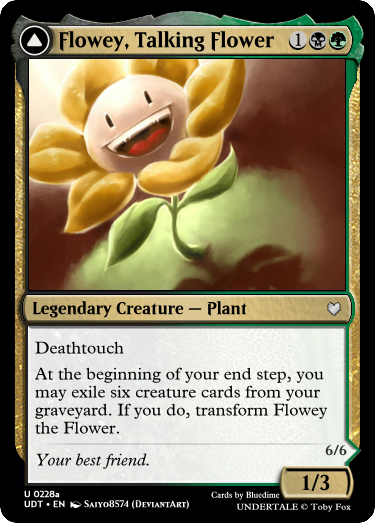 Flowey, Talking Flower 1
Legendary Creature — Plant
Deathtouch
At the beginning of your end step, you
may exile six creature cards from your
graveyard. If you do, transform Flowey
the Flower.
6/6
Your best friend.
1/3
U 0228a
Cards by Bluedime
UDT • EN Saiyo8574 (DeviantArt)
UNDERTALE © Toby Fox